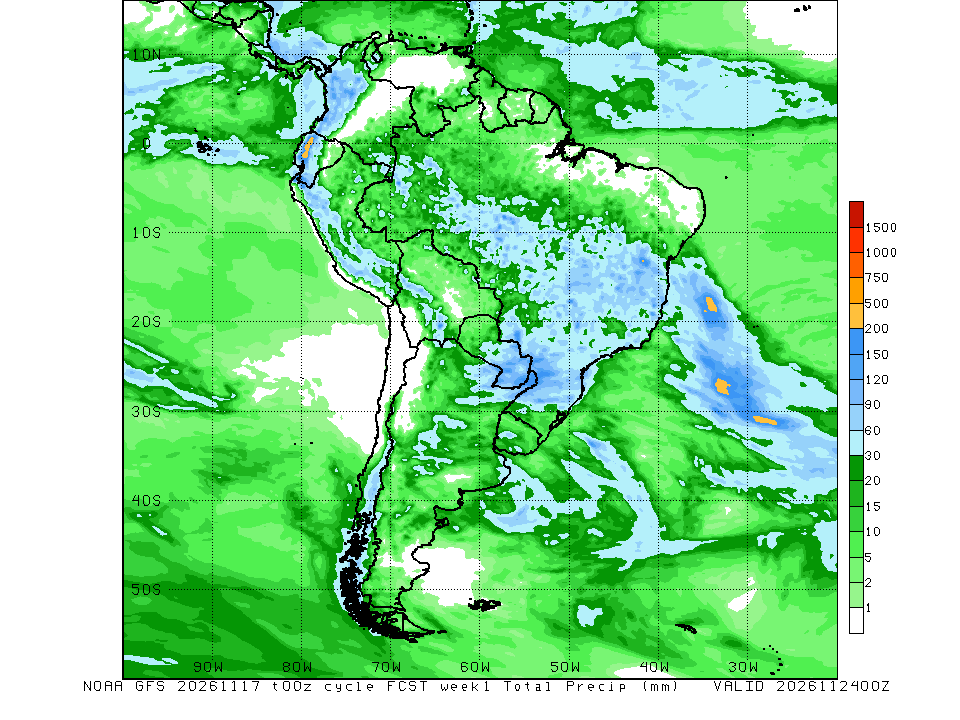 10N
0
10S
20S
30S
40S
50S
90W 80W 70W 60W 50W 40W 30W
1500
1000
750
500
200
150
120
90
60
30
20
15
10
5
2
1
NOAA GFS 20261117 t00z cycle FCST week1 Total Precip (mm) VALID 2026112400Z